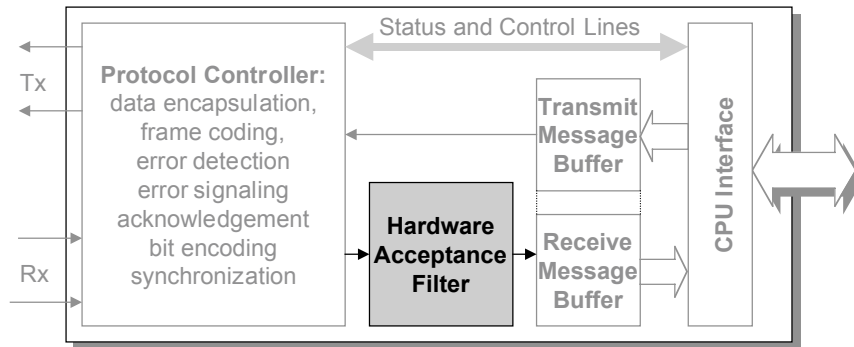 Status and Control Lines
Tx
Protocol Controller:
data encapsulation,
frame coding,
error detection
error signaling
acknowledgement
bit encoding
synchronization
Rx
Hardware
Acceptance
Filter
Transmit
Message
Buffer
Receive
Message
Buffer
CPU Interface